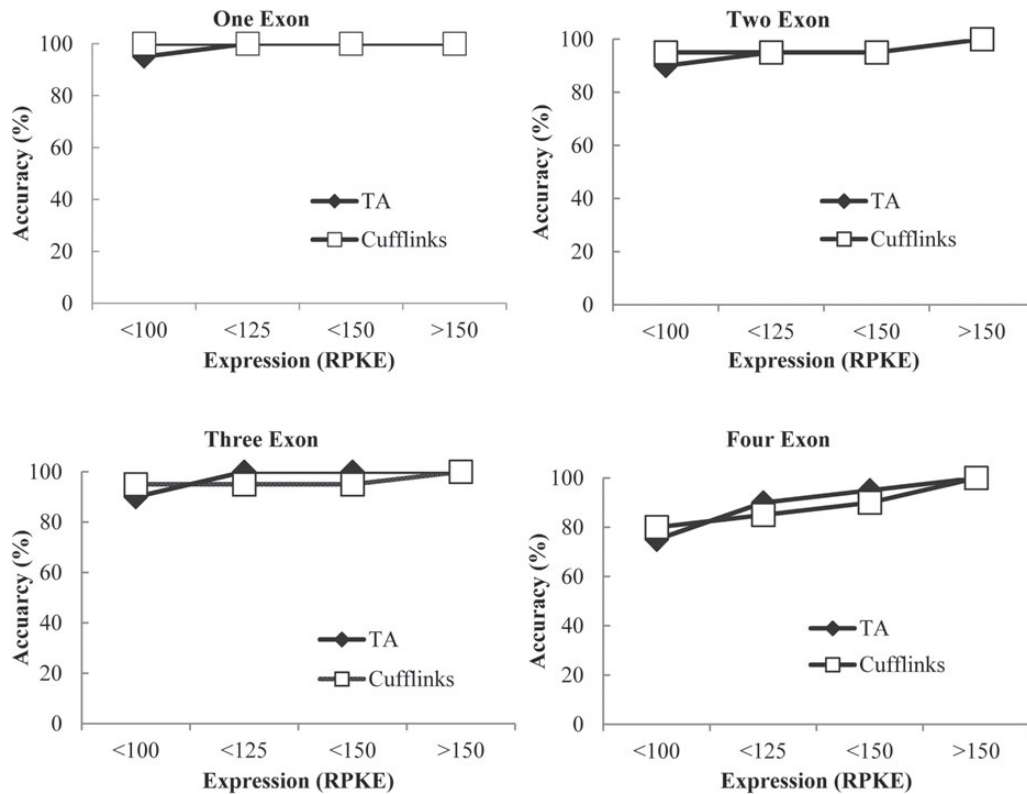 One Exon
100
80
60
40
20
0
Accuracy (%)
TA
Cufflinks
<100 <125 <150 >150
Expression (RPKE)
Two Exon
100
80
60
40
20
0
Accuracy (%)
TA
Cufflinks
<100 <125 <150 >150
Expression (RPKE)
Three Exon
100
80
60
40
20
0
Accuarcy (%)
TA
Cufflinks
<100 <125 <150 >150
Expression (RPKE)
Four Exon
100
80
60
40
20
0
Accuracy (%)
TA
Cufflinks
<100 <125 <150 >150
Expression (RPKE)